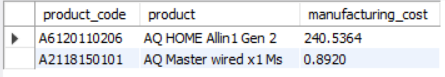 product_code product manufacturing_cost
A6120110206 AQ HOME Allin1 Gen 2 240.5364
A2118150101 AQ Master wired x1 Ms 0.8920